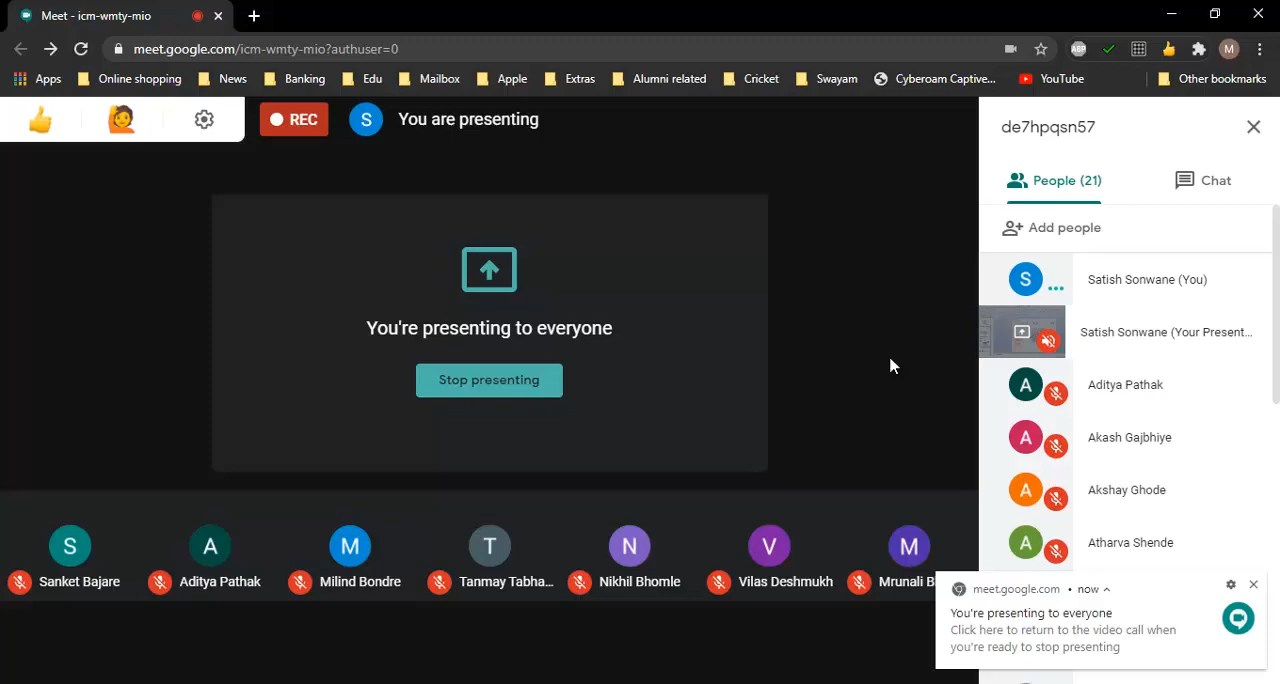 Meet - icm-wmty-mio
meet.google.com/icm-wmty-mio?authuser=0
ABP
M
Apps
Online shopping
News
Banking
Edu
Mailbox
Apple
Extras
Alumni related
Cricket
Swayam
Cyberoam Captive...
YouTube
Other bookmarks
REC
S
You are presenting
You're presenting to everyone
Stop presenting
S
Sanket Bajare
A
Aditya Pathak
M
Milind Bondre
T
Tanmay Tabha...
N
Nikhil Bhomle
V
Vilas Deshmukh
M
Mrunali B
de7hpqsn57
People (21)
Chat
Add people
S
Satish Sonwane (You)
Satish Sonwane (Your Present...
A
Aditya Pathak
A
Akash Gajbhiye
A
Akshay Ghode
A
Atharva Shende
meet.google.com • now
You're presenting to everyone
Click here to return to the video call when
you're ready to stop presenting